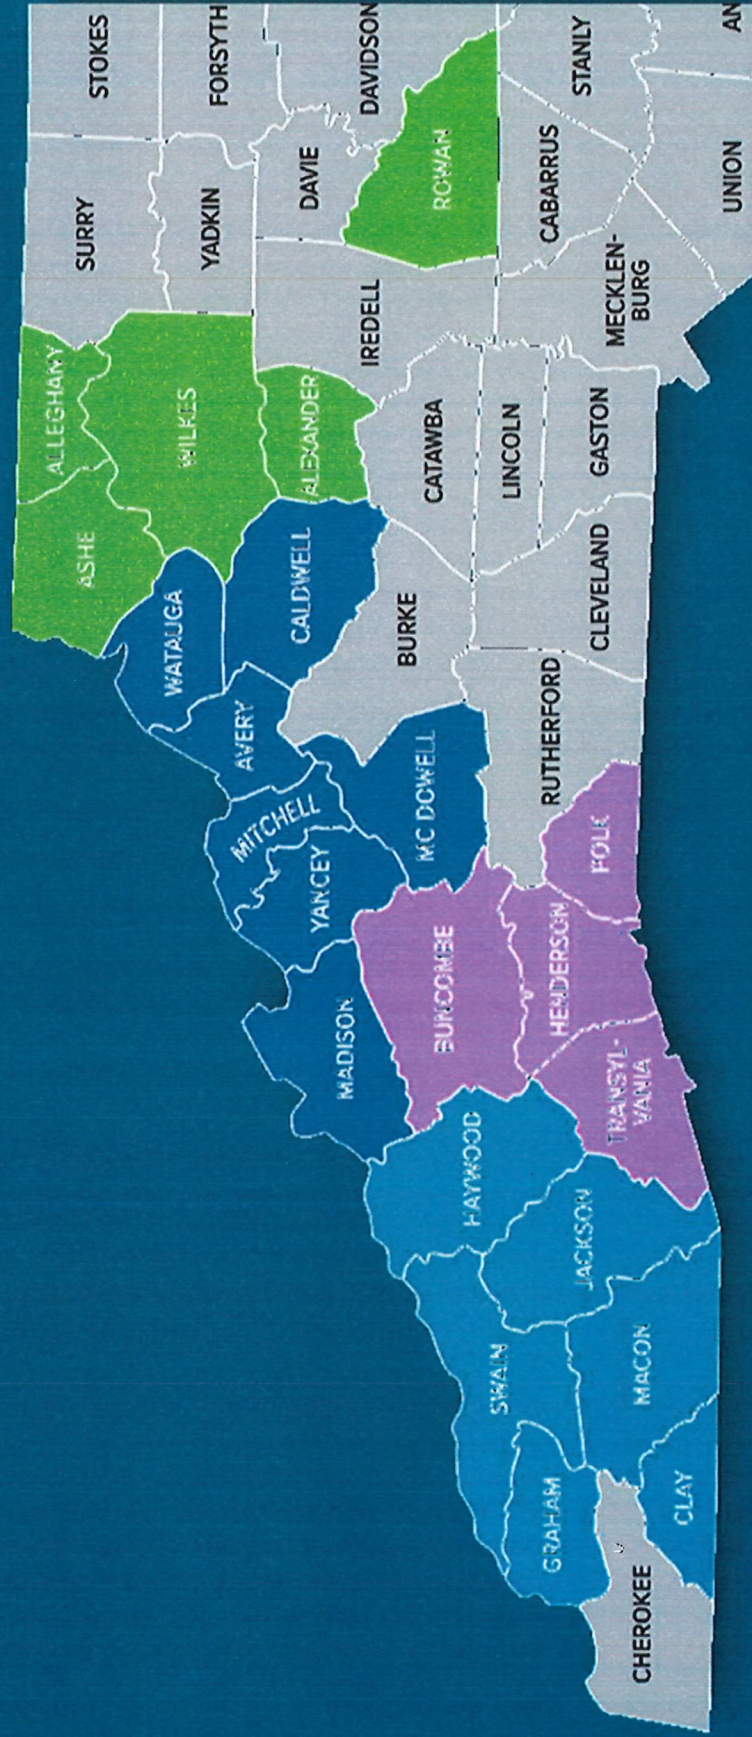 STOKES
FORSYTH
DAVIDSON
STANLY
AN
SURRY
YADKIN
DAVIE
ROWAN
CABARRUS
UNION
IREDELL
MECKLEN-
BURG
ALLEGHANY
WILKES
ALEXANDER
CATAWBA
LINCOLN
GASTON
ASHE
WATAUGA
CALDWELL
BURKE
CLEVELAND
AVERY
RUTHERFORD
MITCHELL
MC DOWELL
YANCEY
POLK
MADISON
BUNCOMBE
HENDERSON
TRANSYL-
VANIA
HAYWOOD
JACKSON
SWAIN
MACON
GRAHAM
CLAY
CHEROKEE